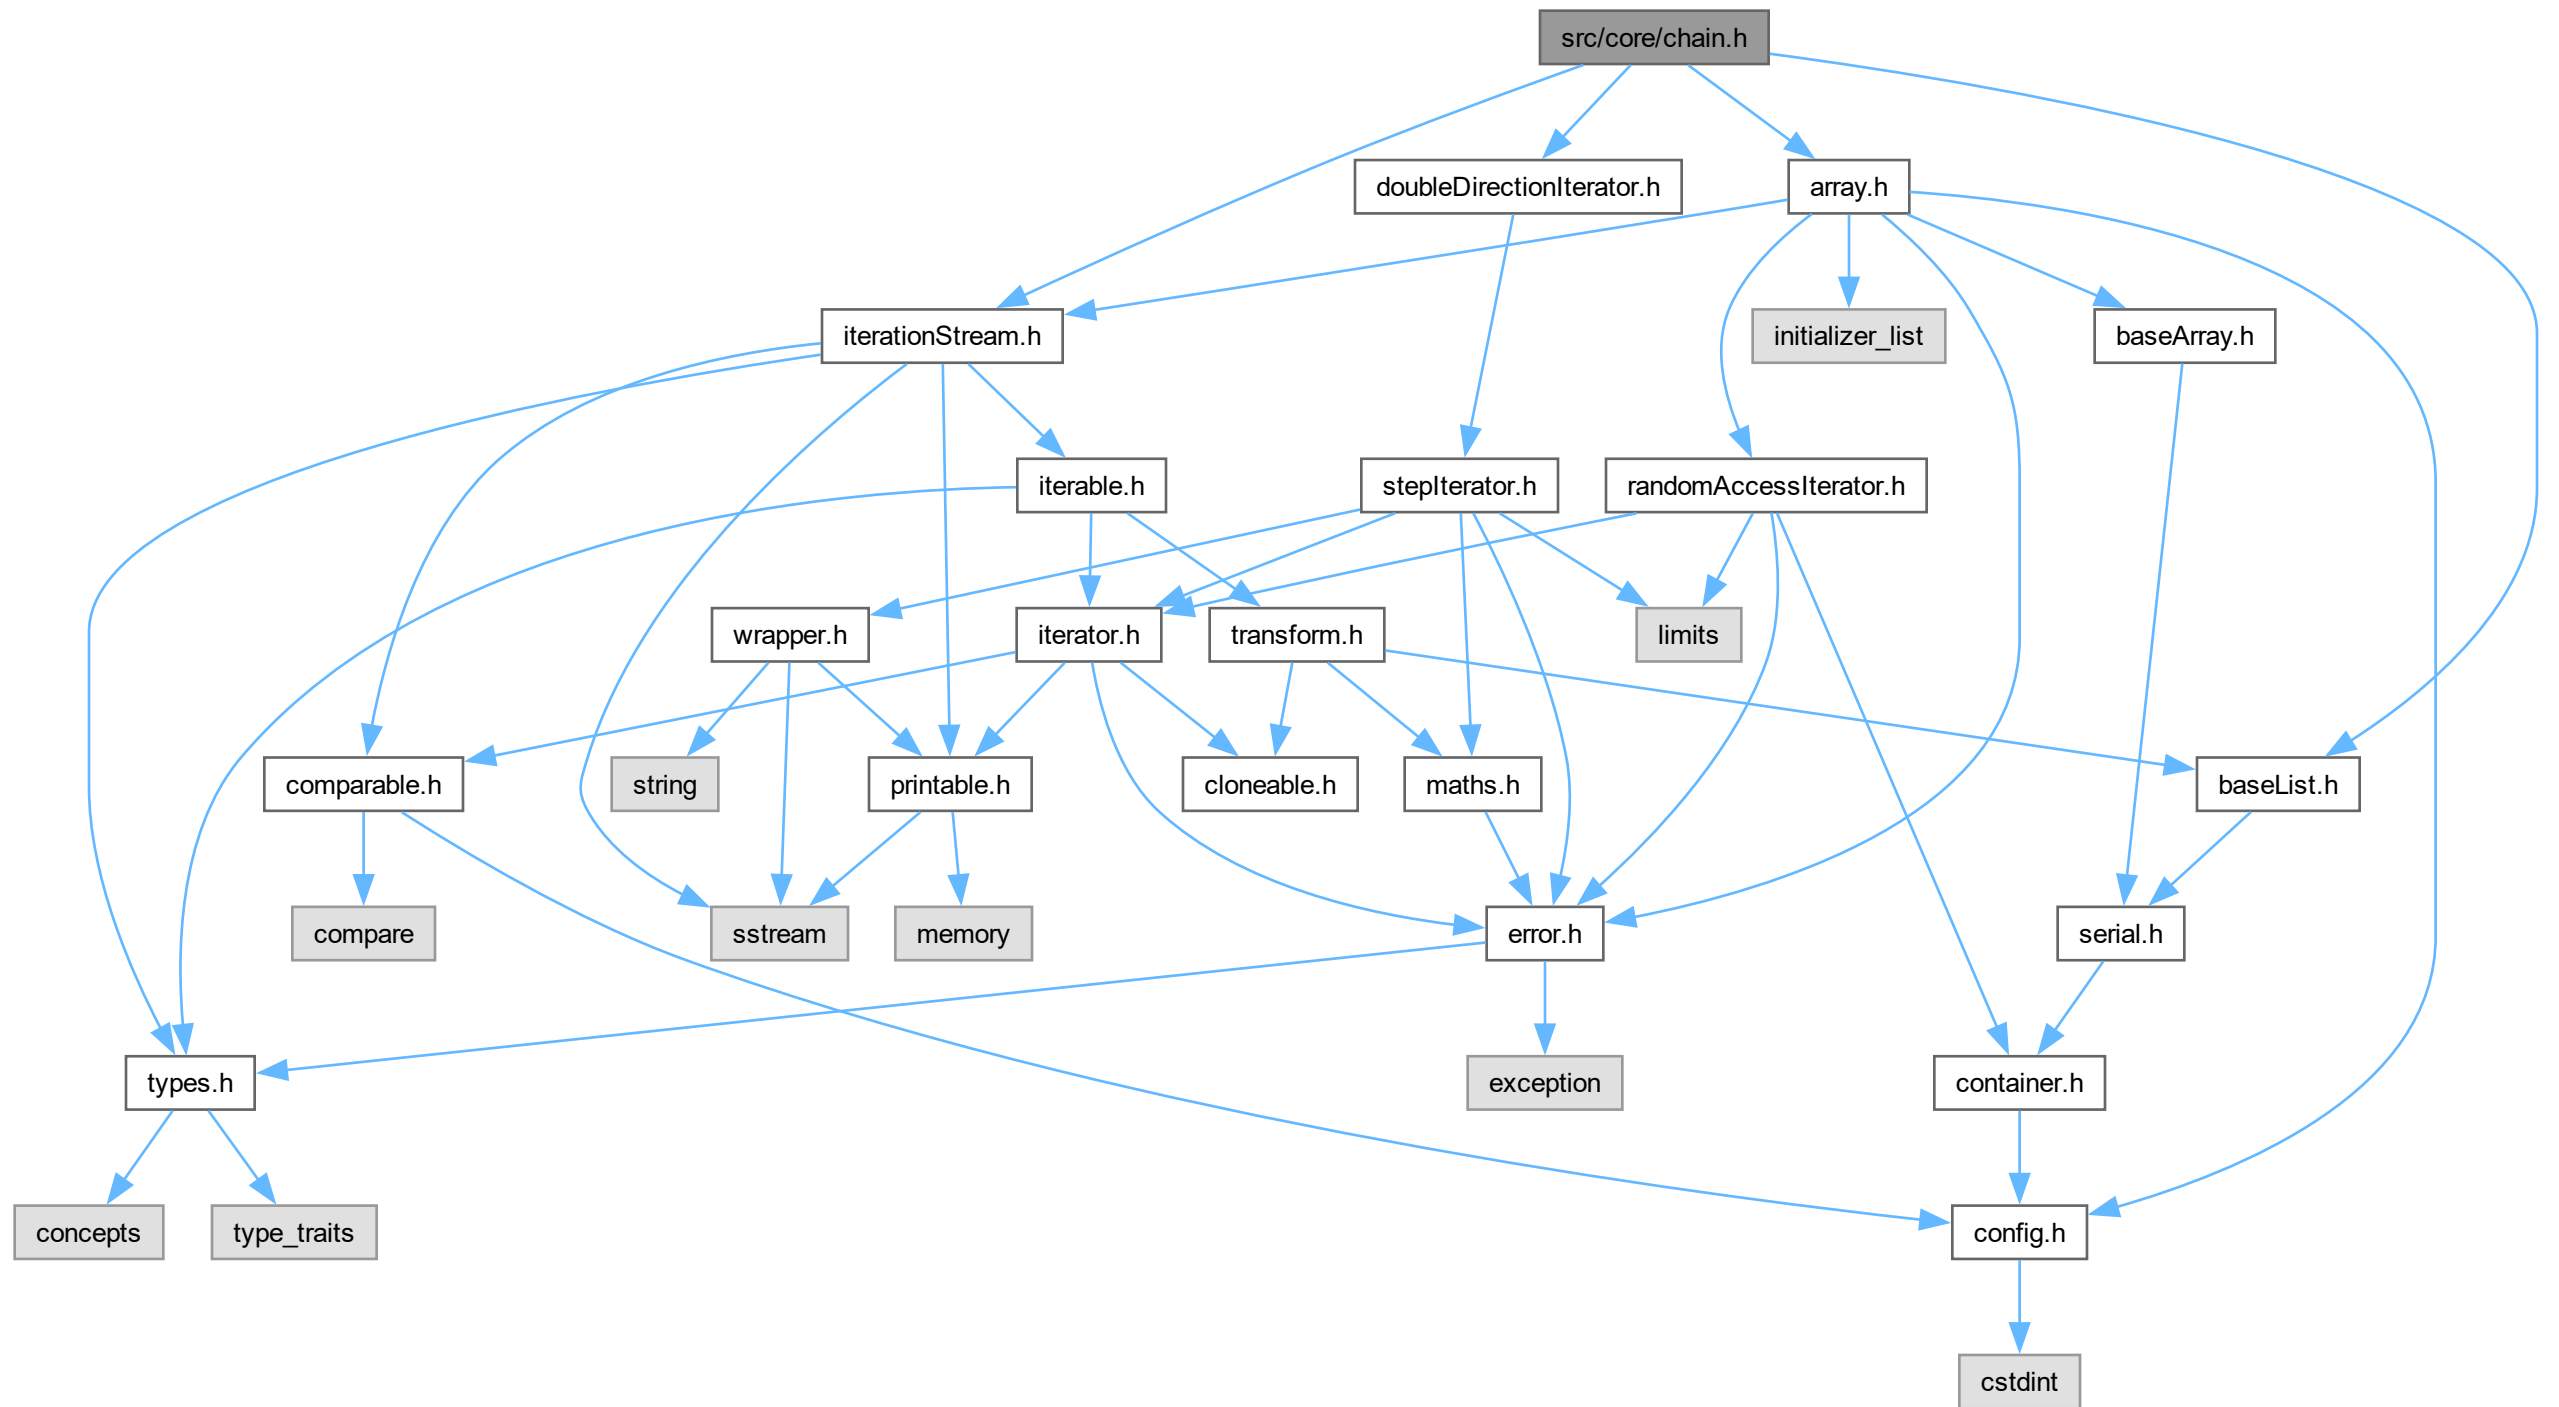 src/core/chain.h
doubleDirectionIterator.h
array.h
iterationStream.h
initializer_list
baseArray.h
iterable.h
stepIterator.h
randomAccessIterator.h
wrapper.h
iterator.h
transform.h
limits
comparable.h
string
printable.h
cloneable.h
maths.h
baseList.h
compare
sstream
memory
error.h
serial.h
types.h
exception
container.h
concepts
type_traits
config.h
cstdint